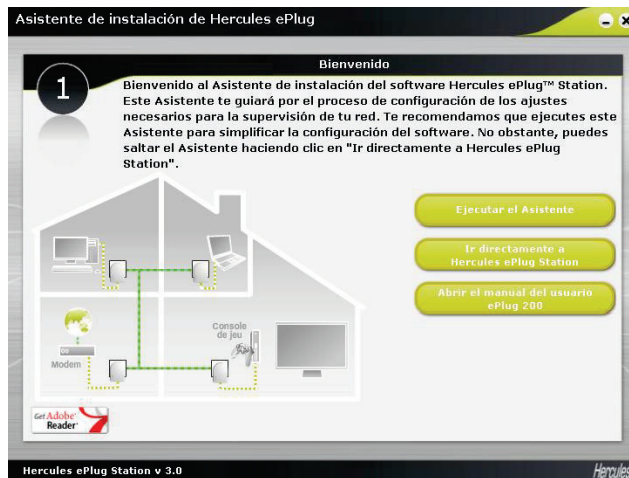 Asistente de instalación de Hercules ePlug
Bienvenido
1
Bienvenido al Asistente de instalación del software Hercules ePlug™ Station.
Este Asistente te guiará por el proceso de configuración de los ajustes
necesarios para la supervisión de tu red. Te recomendamos que ejecutes este
Asistente para simplificar la configuración del software. No obstante, puedes
saltar el Asistente haciendo clic en "Ir directamente a Hercules ePlug
Station".
Ejecutar el Asistente
Ir directamente a
Hercules ePlug Station
Abrir el manual del usuario
ePlug 200
Console
de jeu
Modem
Get Adobe®
Reader®
Hercules ePlug Station v 3.0
Hercules